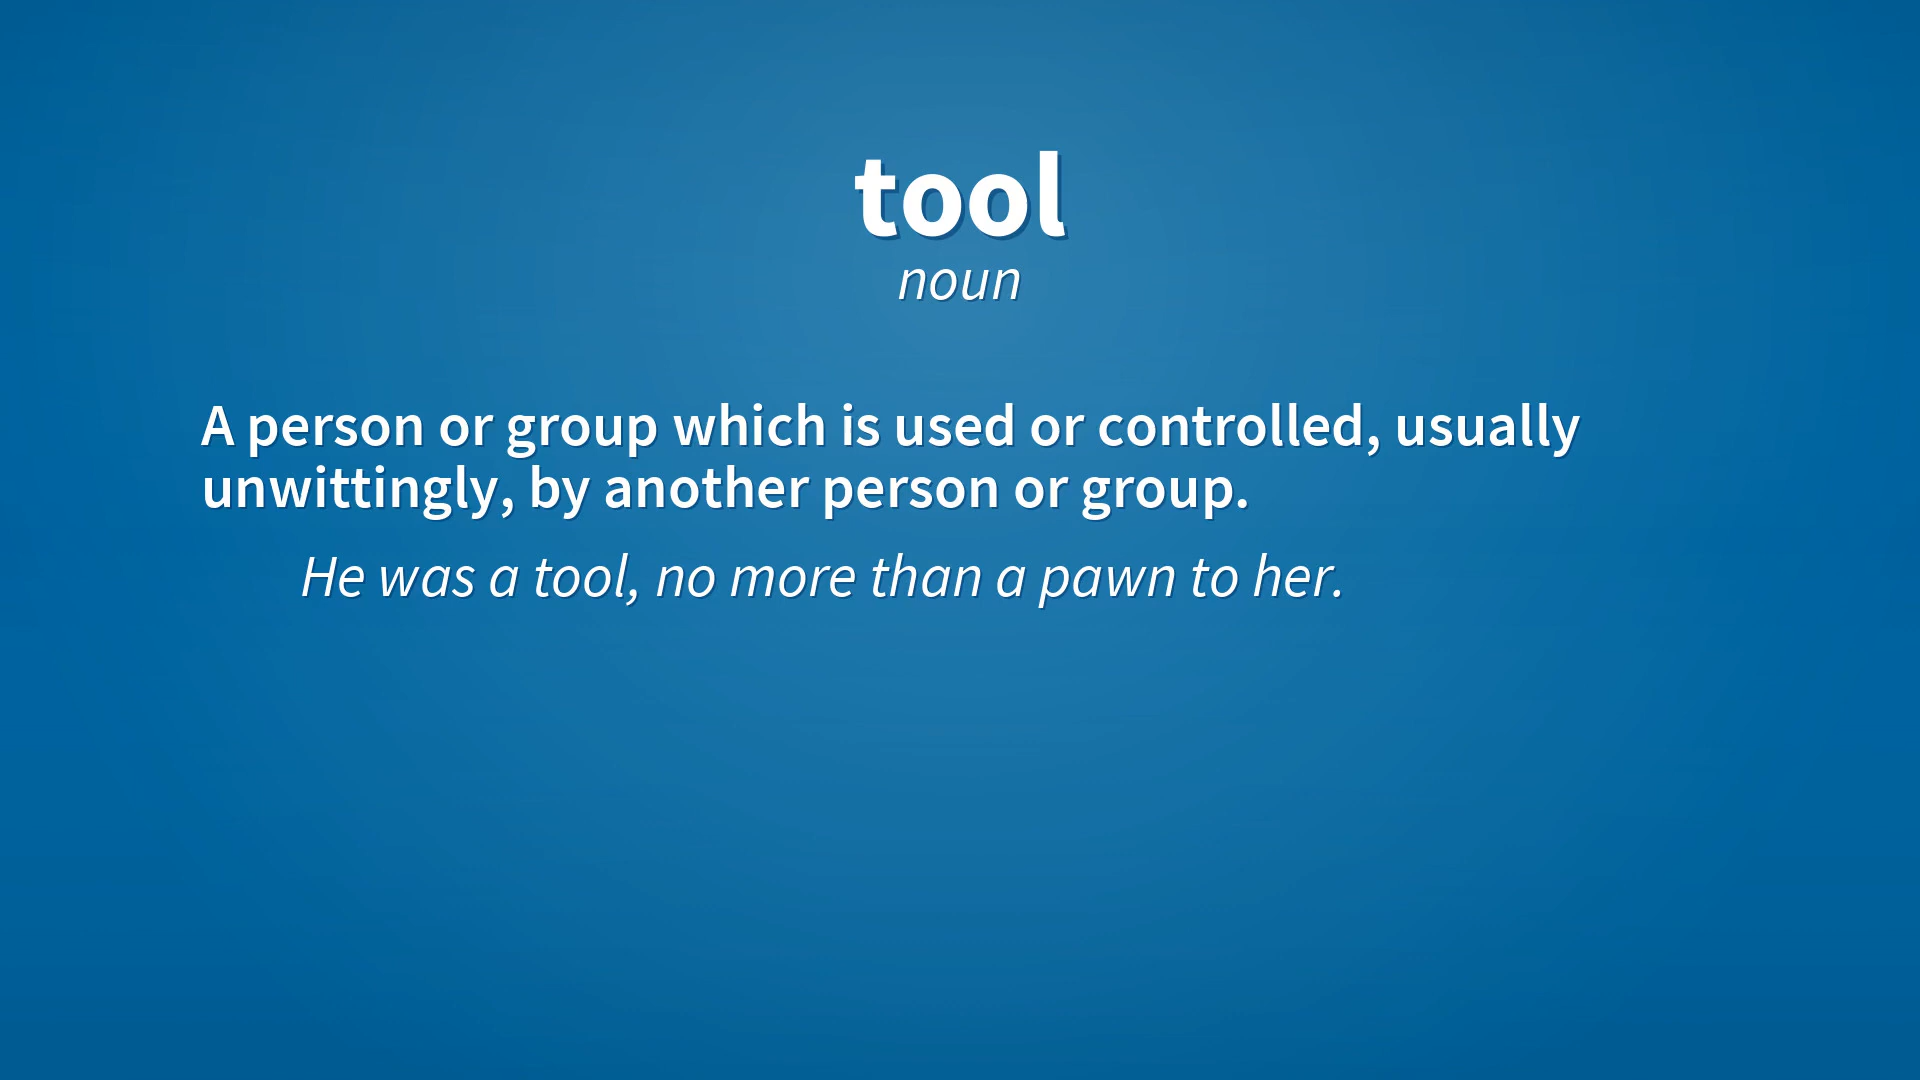 tool
noun
A person or group which is used or controlled, usually
unwittingly, by another person or group.
He was a tool, no more than a pawn to her.